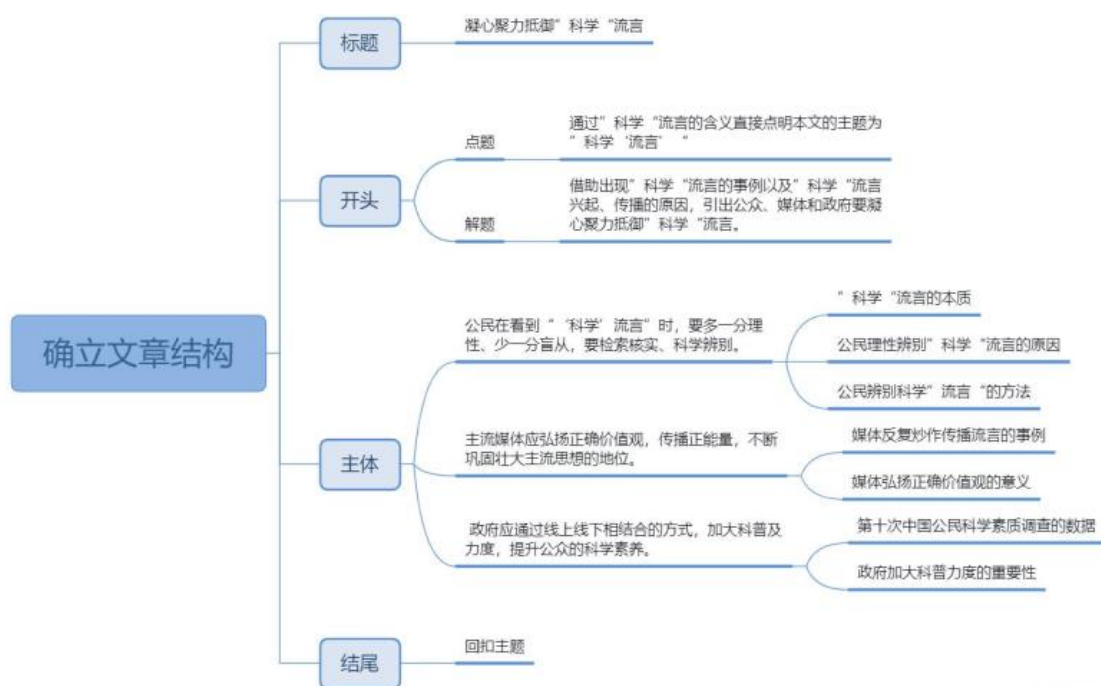 确立文章结构
标题
凝心聚力抵御”科学“流言
开头
点题
通过”科学“流言的含义直接点明本文的主题为
”科学‘流言’“
解题
借助出现”科学“流言的事例以及”科学“流言
兴起、传播的原因，引出公众、媒体和政府要凝
心聚力抵御”科学“流言。
主体
公民在看到“‘科学’流言”时，要多一分理
性、少一分盲从，要检索核实、科学辨别。
”科学“流言的本质
公民理性辨别”科学“流言的原因
公民辨别科学”流言“的方法
主流媒体应弘扬正确价值观，传播正能量，不断
巩固壮大主流思想的地位。
媒体反复炒作传播流言的事例
媒体弘扬正确价值观的意义
政府应通过线上线下相结合的方式，加大科普及
力度，提升公众的科学素养。
第十次中国公民科学素质调查的数据
政府加大科普力度的重要性
结尾
回扣主题